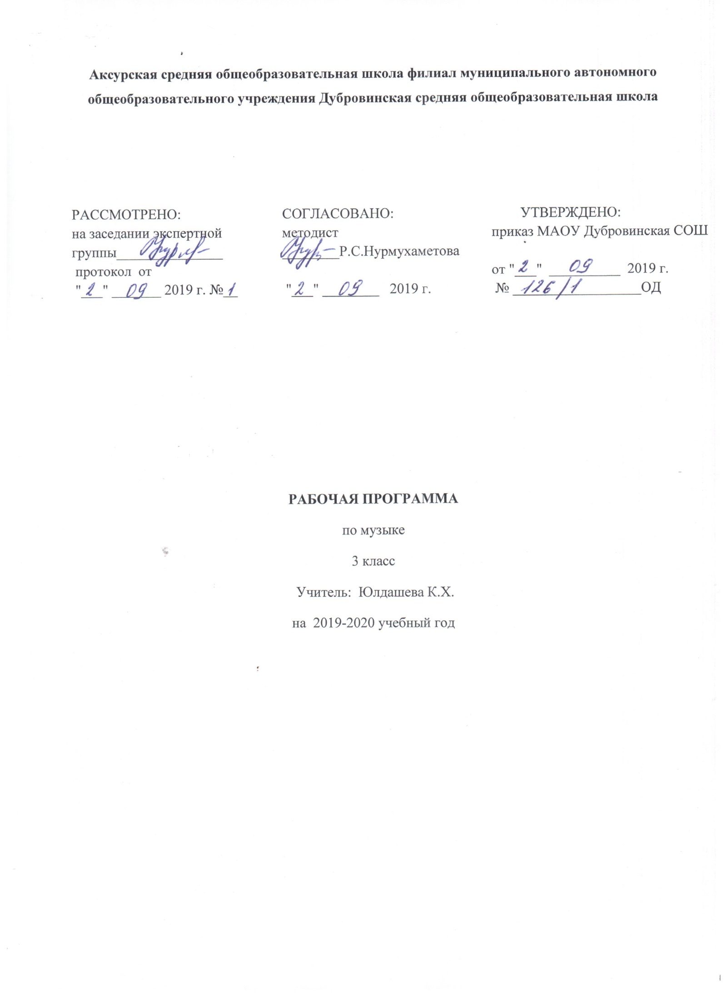 Аксурская средняя общеобразовательная школа филиал муниципального автономного
общеобразовательного учреждения Дубровинская средняя общеобразовательная школа
РАССМОТРЕНО:
на заседании экспертной
группы
протокол от
"2" 09 2019 г. №1
СОГЛАСОВАНО:
методист
Р.С.Нурмухаметова
"2" 09 2019 г.
УТВЕРЖДЕНО:
приказ МАОУ Дубровинская СОШ
от "2" 09 2019 г.
№ 126/1 ОД
РАБОЧАЯ ПРОГРАММА
по музыке
3 класс
Учитель: Юлдашева К.Х.
на 2019-2020 учебный год